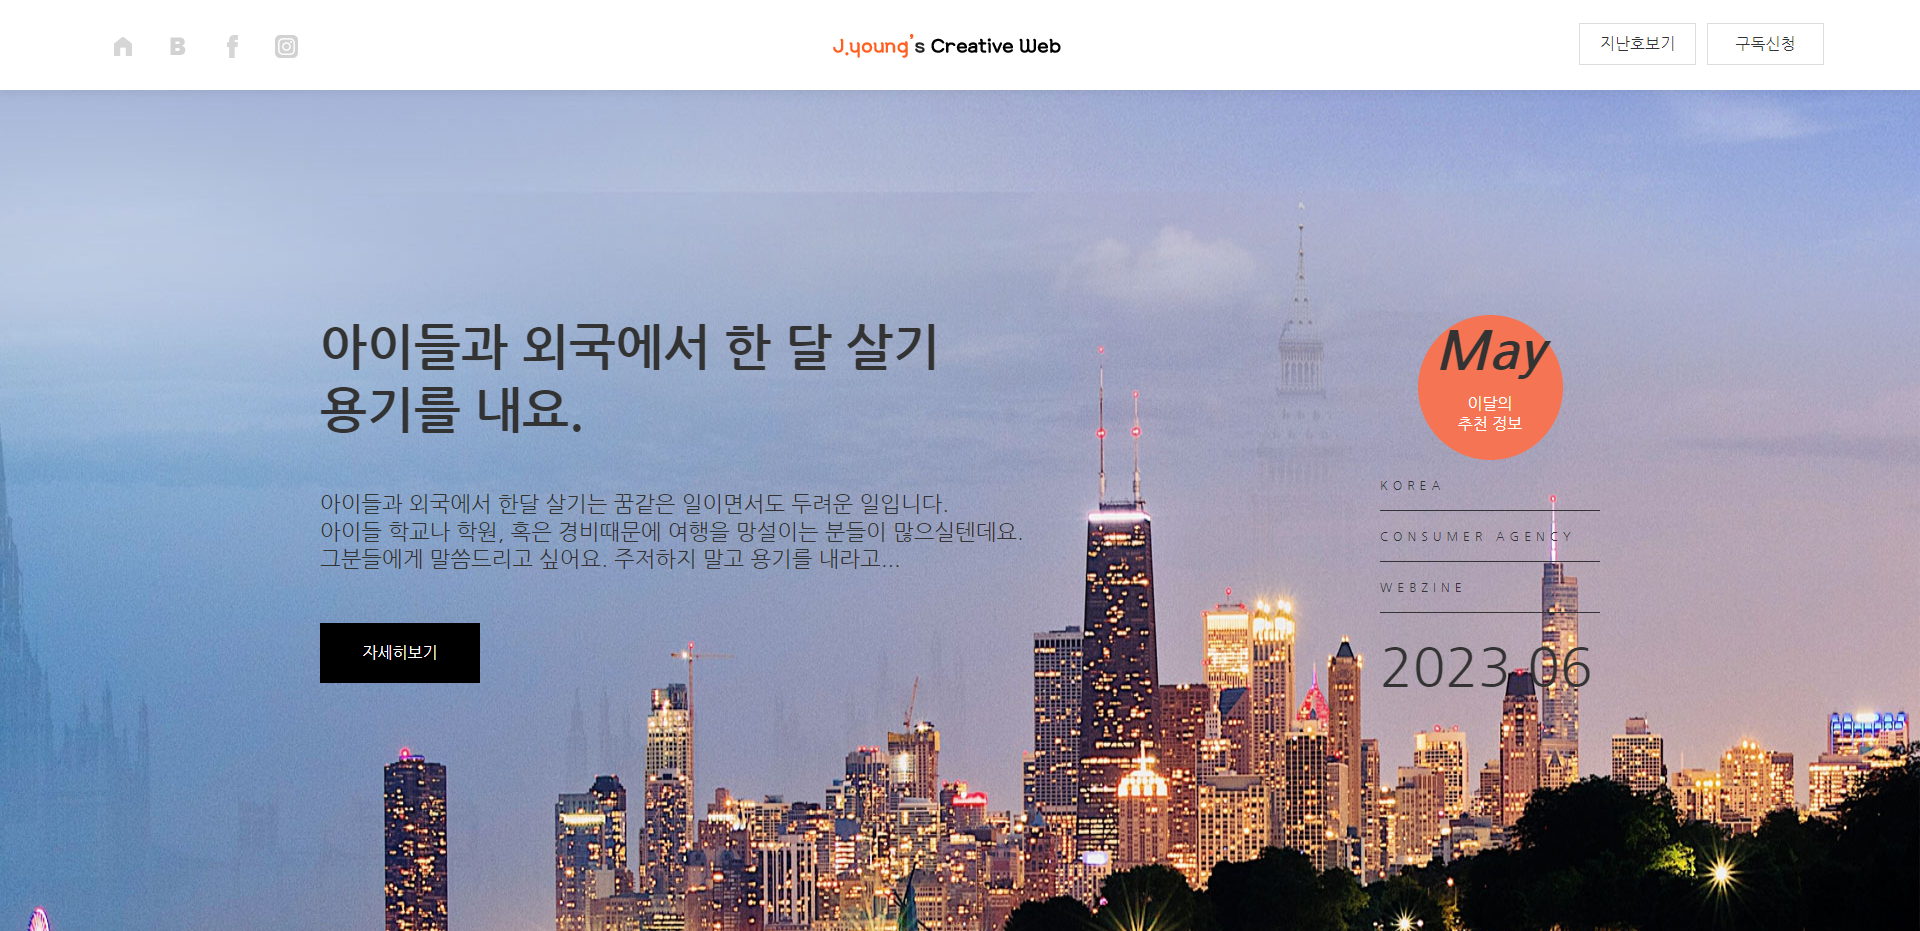 J.young's Creative Web
지난호보기
구독신청
아이들과 외국에서 한 달 살기
용기를 내요.
아이들과 외국에서 한달 살기는 꿈같은 일이면서도 두려운 일입니다.
아이들 학교나 학원, 혹은 경비때문에 여행을 망설이는 분들이 많으실텐데요.
그분들에게 말씀드리고 싶어요. 주저하지 말고 용기를 내라고...
자세히보기
May
이달의
추천 정보
KOREA
CONSUMER AGENCY
WEBZINE
2023.06